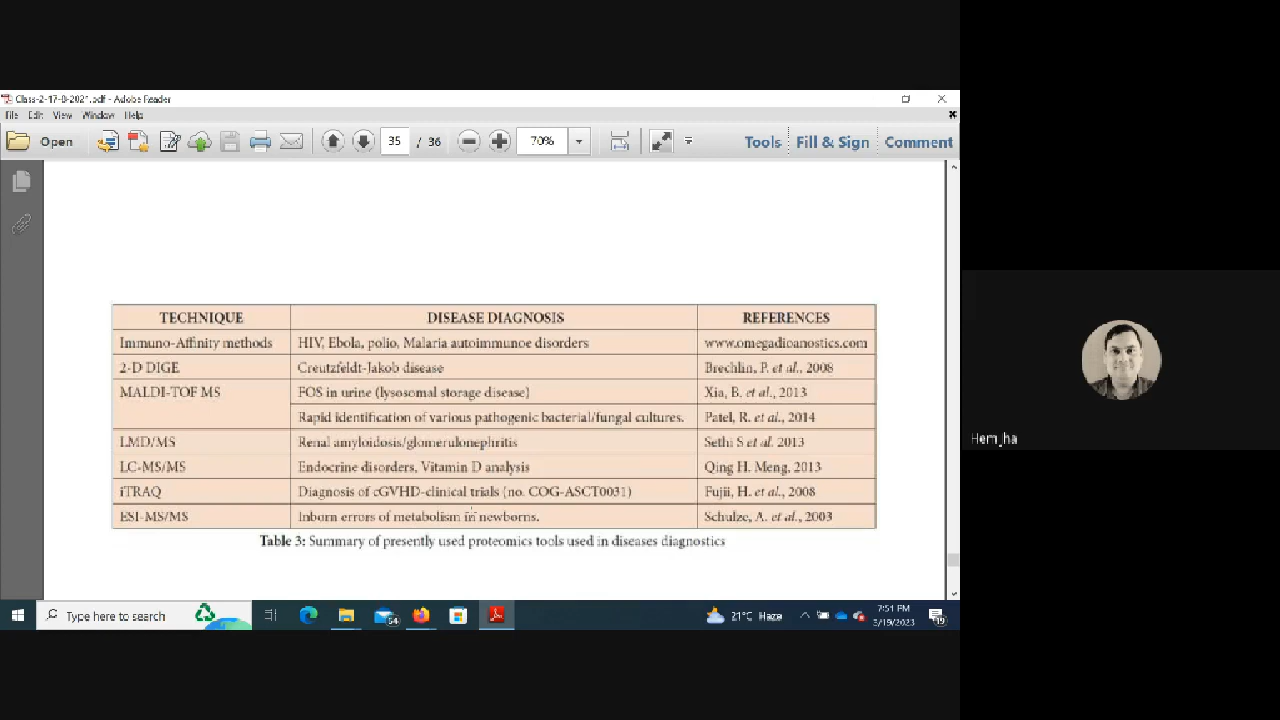 Class-2-17-8-2021.pdf - Adobe Reader
File Edit View Window Help
Open 35 / 36 70% Tools Fill & Sign Comment
TECHNIQUE DISEASE DIAGNOSIS REFERENCES
Immuno-Affinity methods HIV, Ebola, polio, Malaria autoimmunoe disorders www.omegadioanostics.com
2-D DIGE Creutzfeldt-Jakob disease Brechlin, P. et al., 2008
MALDI-TOF MS FOS in urine (lysosomal storage disease) Xia, B. et al., 2013
Rapid identification of various pathogenic bacterial/fungal cultures. Patel, R. et al., 2014
LMD/MS Renal amyloidosis/glomerulonephritis Sethi S et al. 2013
LC-MS/MS Endocrine disorders, Vitamin D analysis Qing H. Meng, 2013
iTRAQ Diagnosis of cGVHD-clinical trials (no. COG-ASCT0031) Fujii, H. et al., 2008
ESI-MS/MS Inborn errors of metabolism in newborns. Schulze, A. et al., 2003
Table 3: Summary of presently used proteomics tools used in diseases diagnostics
Hem jha
Type here to search 54 21°C Haze 7:51 PM 19
3/19/2023